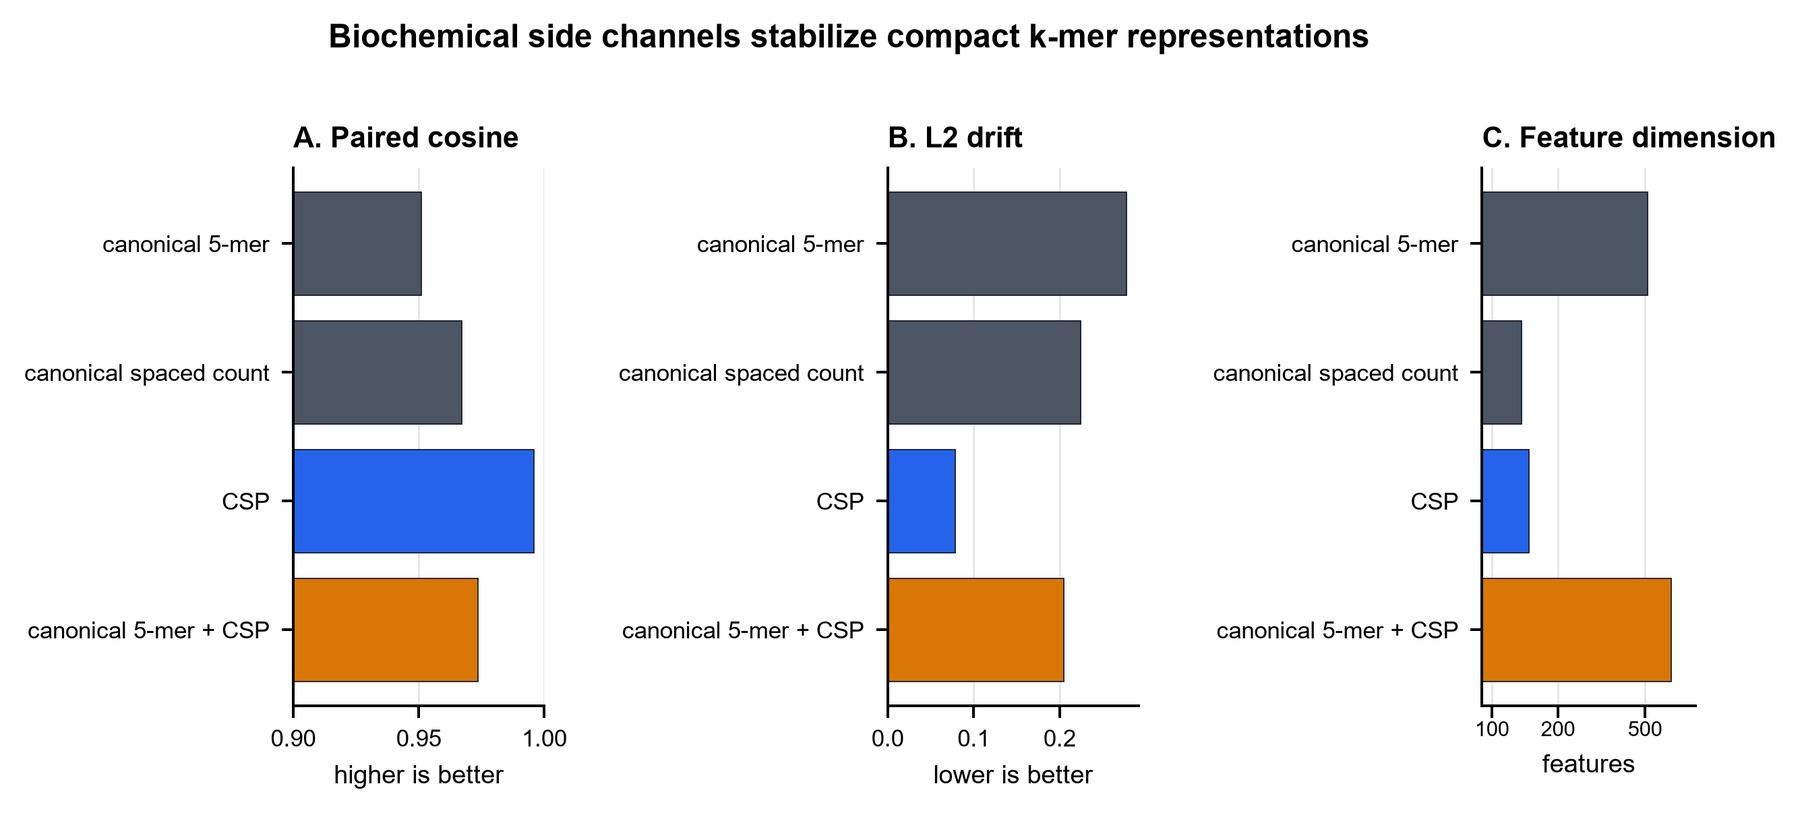 Biochemical side channels stabilize compact k-mer representations
A. Paired cosine
canonical 5-mer
canonical spaced count
CSP
canonical 5-mer + CSP
0.90 0.95 1.00
higher is better
B. L2 drift
canonical 5-mer
canonical spaced count
CSP
canonical 5-mer + CSP
0.0 0.1 0.2
lower is better
C. Feature dimension
canonical 5-mer
canonical spaced count
CSP
canonical 5-mer + CSP
100 200 500
features